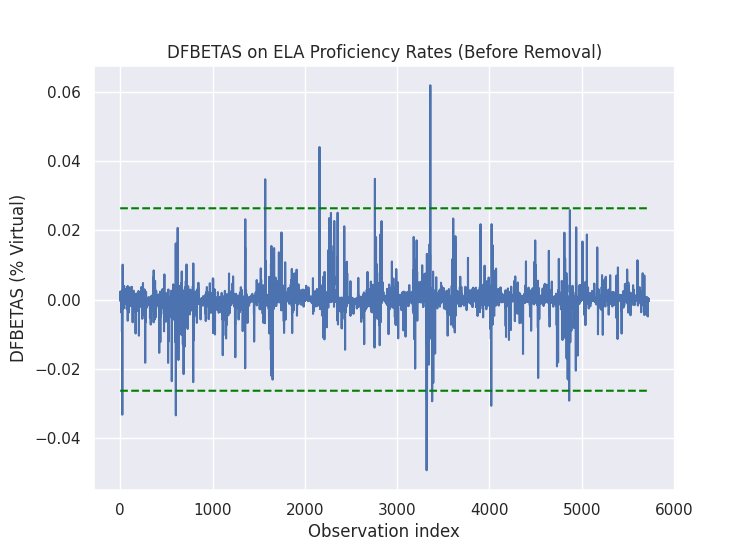 DFBETAS on ELA Proficiency Rates (Before Removal)
0.06
0.04
0.02
0.00
−0.02
−0.04
DFBETAS (% Virtual)
0 1000 2000 3000 4000 5000 6000
Observation index